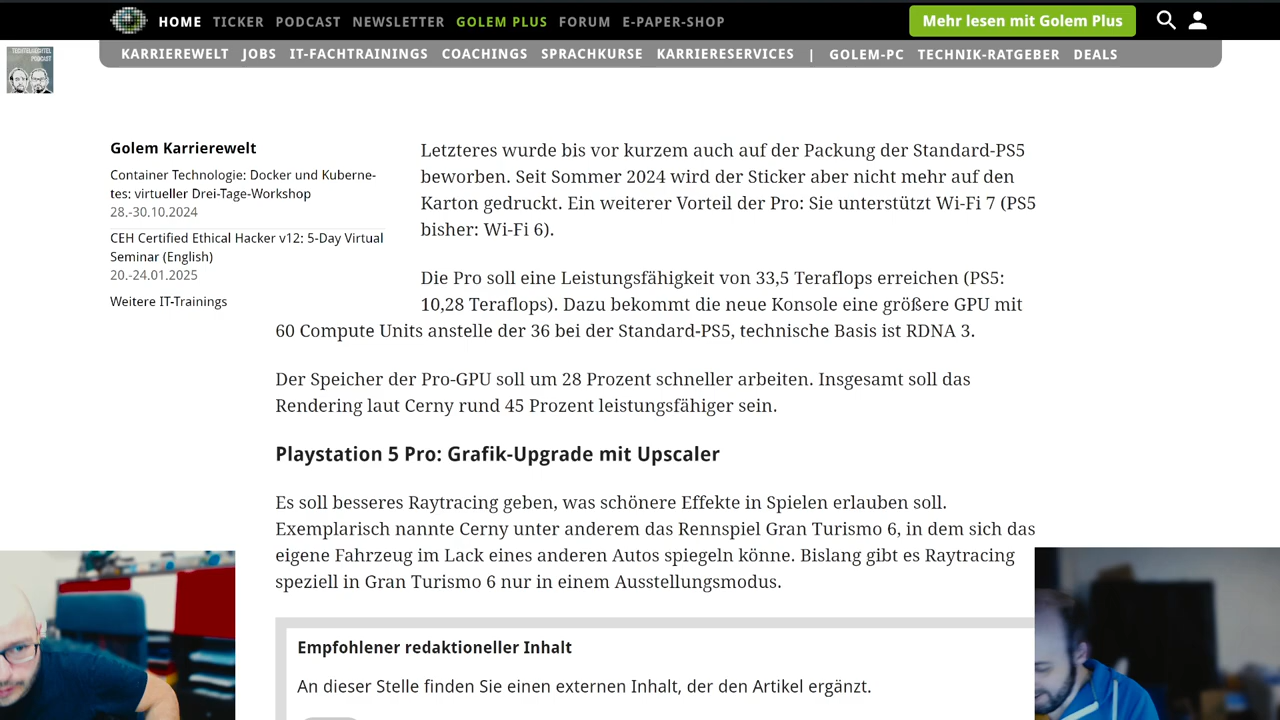 HOME TICKER PODCAST NEWSLETTER GOLEM PLUS FORUM E-PAPER-SHOP Mehr lesen mit Golem Plus
KARRIEREWELT JOBS IT-FACHTRAININGS COACHINGS SPRACHKURSE KARRIERESERVICES | GOLEM-PC TECHNIK-RATGEBER DEALS
PODCAST
Golem Karrierewelt
Container Technologie: Docker und Kuberne-
tes: virtueller Drei-Tage-Workshop
28.-30.10.2024
CEH Certified Ethical Hacker v12: 5-Day Virtual
Seminar (English)
20.-24.01.2025
Weitere IT-Trainings
Letzteres wurde bis vor kurzem auch auf der Packung der Standard-PS5
beworben. Seit Sommer 2024 wird der Sticker aber nicht mehr auf den
Karton gedruckt. Ein weiterer Vorteil der Pro: Sie unterstützt Wi-Fi 7 (PS5
bisher: Wi-Fi 6).
Die Pro soll eine Leistungsfähigkeit von 33,5 Teraflops erreichen (PS5:
10,28 Teraflops). Dazu bekommt die neue Konsole eine größere GPU mit
60 Compute Units anstelle der 36 bei der Standard-PS5, technische Basis ist RDNA 3.
Der Speicher der Pro-GPU soll um 28 Prozent schneller arbeiten. Insgesamt soll das
Rendering laut Cerny rund 45 Prozent leistungsfähiger sein.
Playstation 5 Pro: Grafik-Upgrade mit Upscaler
Es soll besseres Raytracing geben, was schönere Effekte in Spielen erlauben soll.
Exemplarisch nannte Cerny unter anderem das Rennspiel Gran Turismo 6, in dem sich das
eigene Fahrzeug im Lack eines anderen Autos spiegeln könne. Bislang gibt es Raytracing
speziell in Gran Turismo 6 nur in einem Ausstellungsmodus.
Empfohlener redaktioneller Inhalt
An dieser Stelle finden Sie einen externen Inhalt, der den Artikel ergänzt.